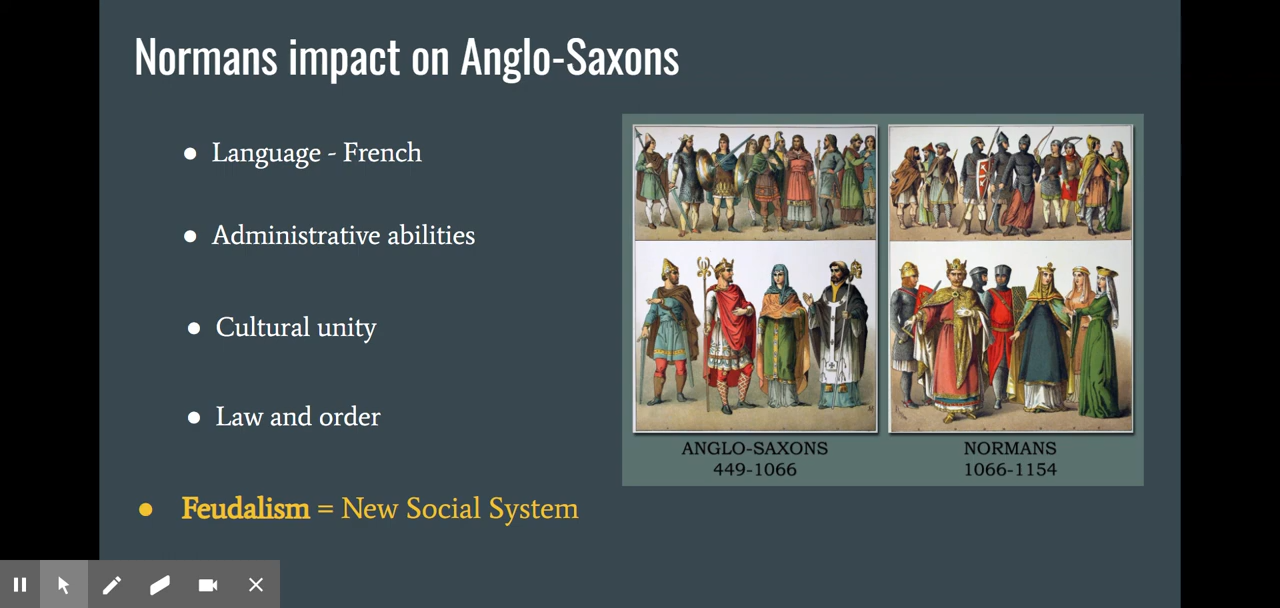 Normans impact on Anglo-Saxons
Language - French
Administrative abilities
Cultural unity
Law and order
Feudalism = New Social System
ANGLO-SAXONS
449-1066
NORMANS
1066-1154